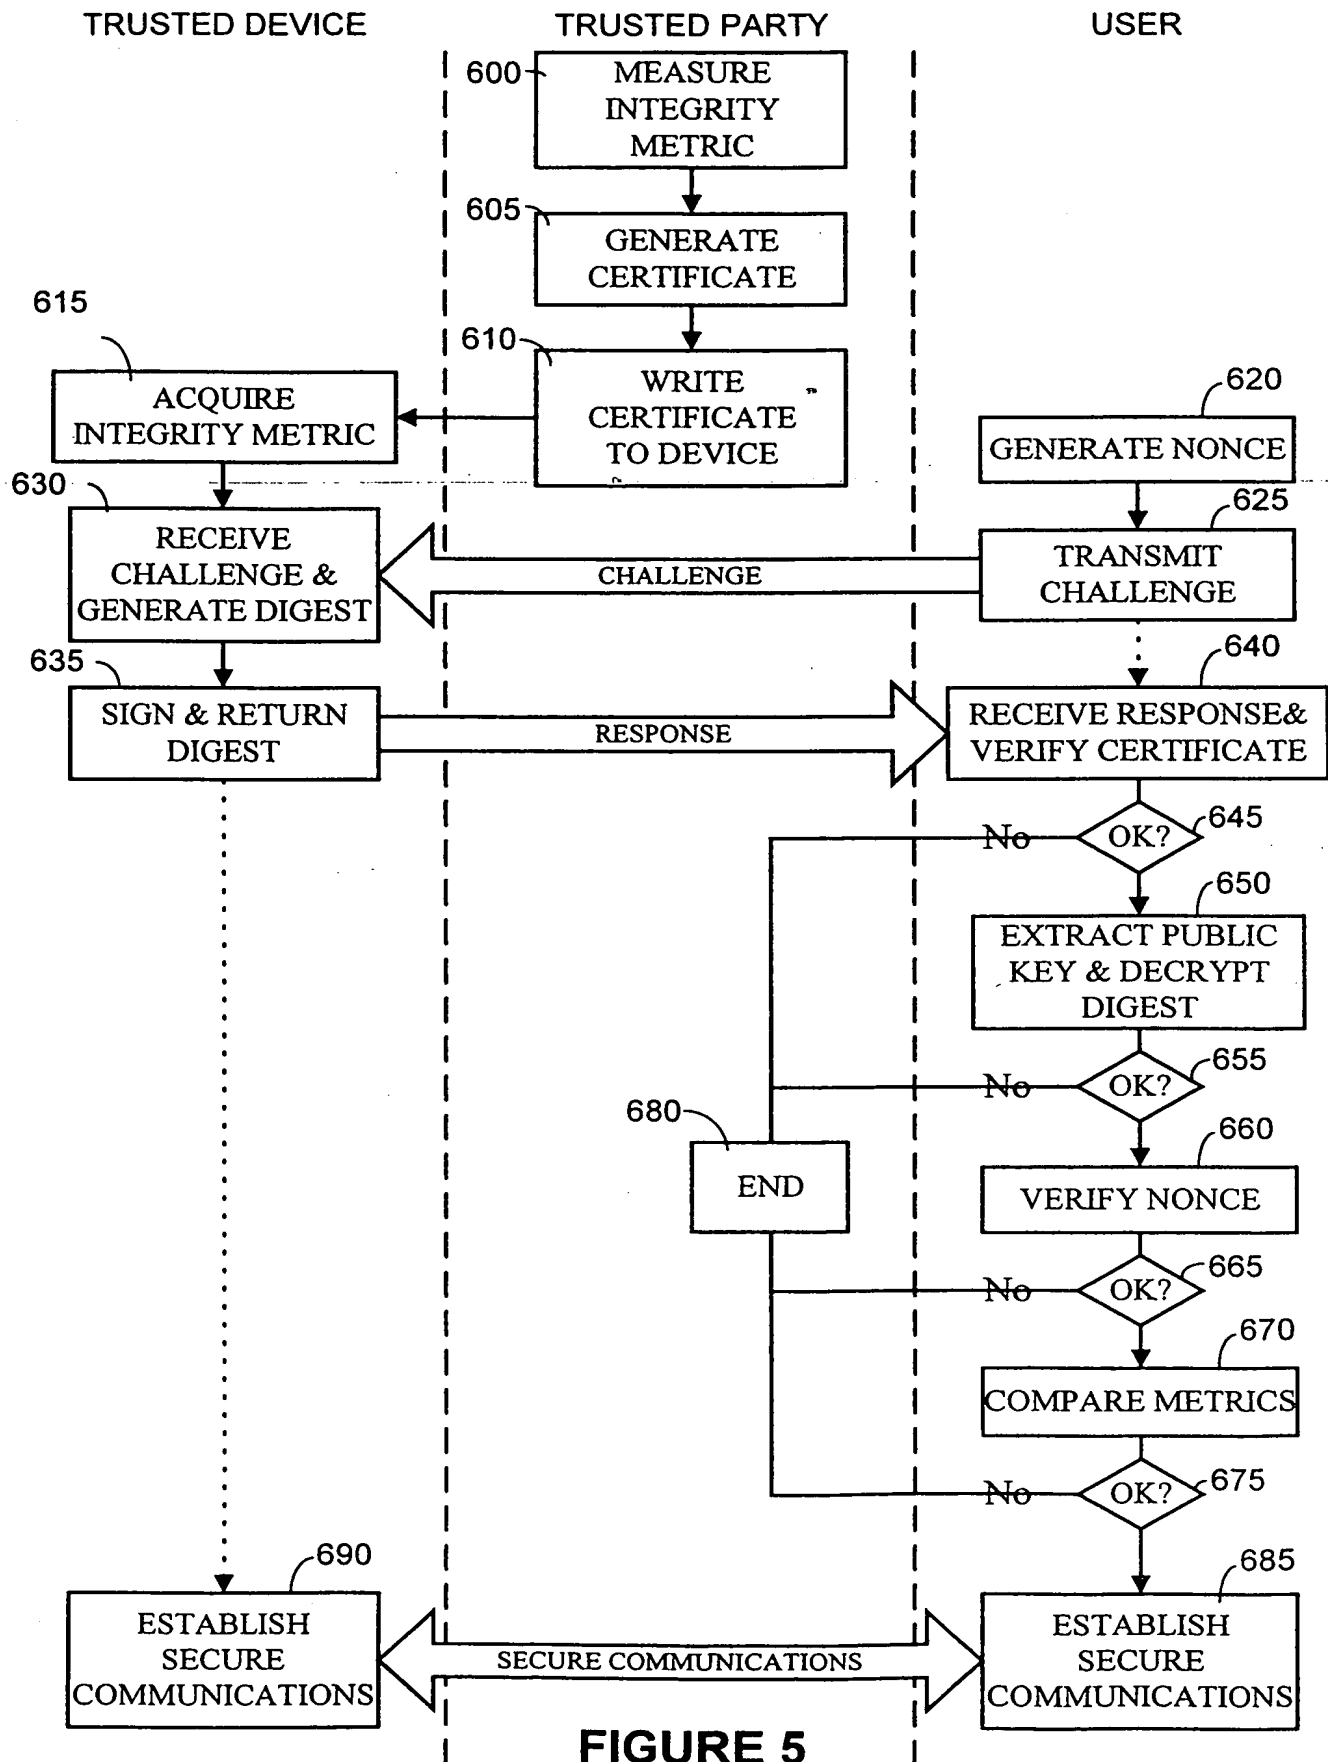 TRUSTED DEVICE
TRUSTED PARTY
USER
600
MEASURE
INTEGRITY
METRIC
605
GENERATE
CERTIFICATE
615
610
WRITE
CERTIFICATE
TO DEVICE
ACQUIRE
INTEGRITY METRIC
620
GENERATE NONCE
630
625
RECEIVE
CHALLENGE &
GENERATE DIGEST
CHALLENGE
TRANSMIT
CHALLENGE
635
640
SIGN & RETURN
DIGEST
RESPONSE
RECEIVE RESPONSE&
VERIFY CERTIFICATE
No
OK?
645
650
EXTRACT PUBLIC
KEY & DECRYPT
DIGEST
No
OK?
655
680
END
660
VERIFY NONCE
No
OK?
665
670
COMPARE METRICS
No
OK?
675
690
685
ESTABLISH
SECURE
COMMUNICATIONS
SECURE COMMUNICATIONS
ESTABLISH
SECURE
COMMUNICATIONS
FIGURE 5